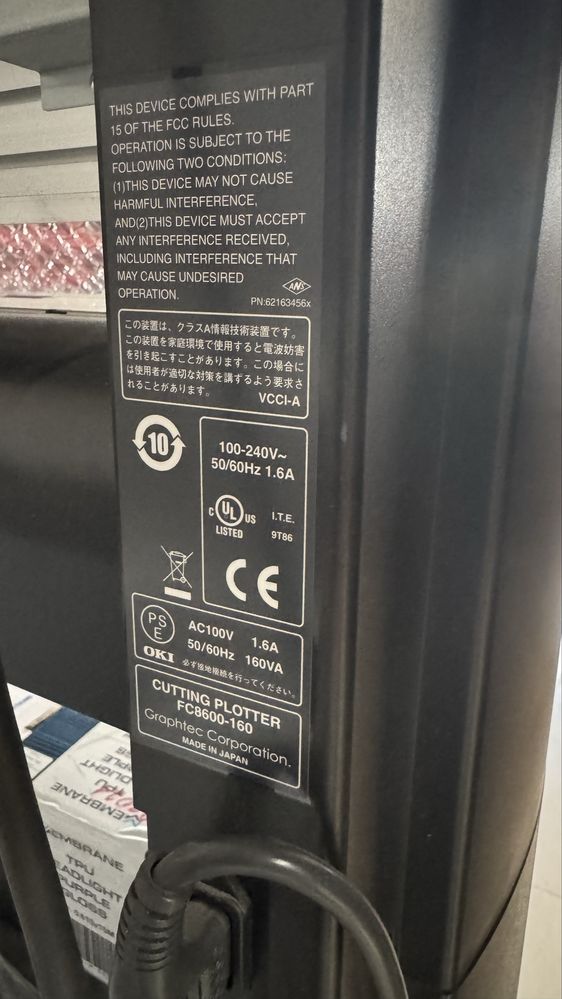 THIS DEVICE COMPLIES WITH PART
15 OF THE FCC RULES.
OPERATION IS SUBJECT TO THE
FOLLOWING TWO CONDITIONS:
(1)THIS DEVICE MAY NOT CAUSE
HARMFUL INTERFERENCE,
AND(2)THIS DEVICE MUST ACCEPT
ANY INTERFERENCE RECEIVED,
INCLUDING INTERFERENCE THAT
MAY CAUSE UNDESIRED
OPERATION.
ANS
PN:62163456x
この装置は、クラスA情報技術装置です。
この装置を家庭環境で使用すると電波妨害
を引き起こすことがあります。この場合に
は使用者が適切な対策を講ずるよう要求さ
れることがあります。
VCCI-A
10
100-240V~
50/60Hz 1.6A
C UL US
LISTED
I.T.E.
9T86
CE
PS
E
OKI
AC100V 1.6A
50/60Hz 160VA
必ず接地接続を行ってください。
CUTTING PLOTTER
FC8600-160
Graphtec Corporation.
MADE IN JAPAN
MEMBRANE
TPU
MEMBRANE
TPU
HEADLIGHT
PURPLE
GLOSS